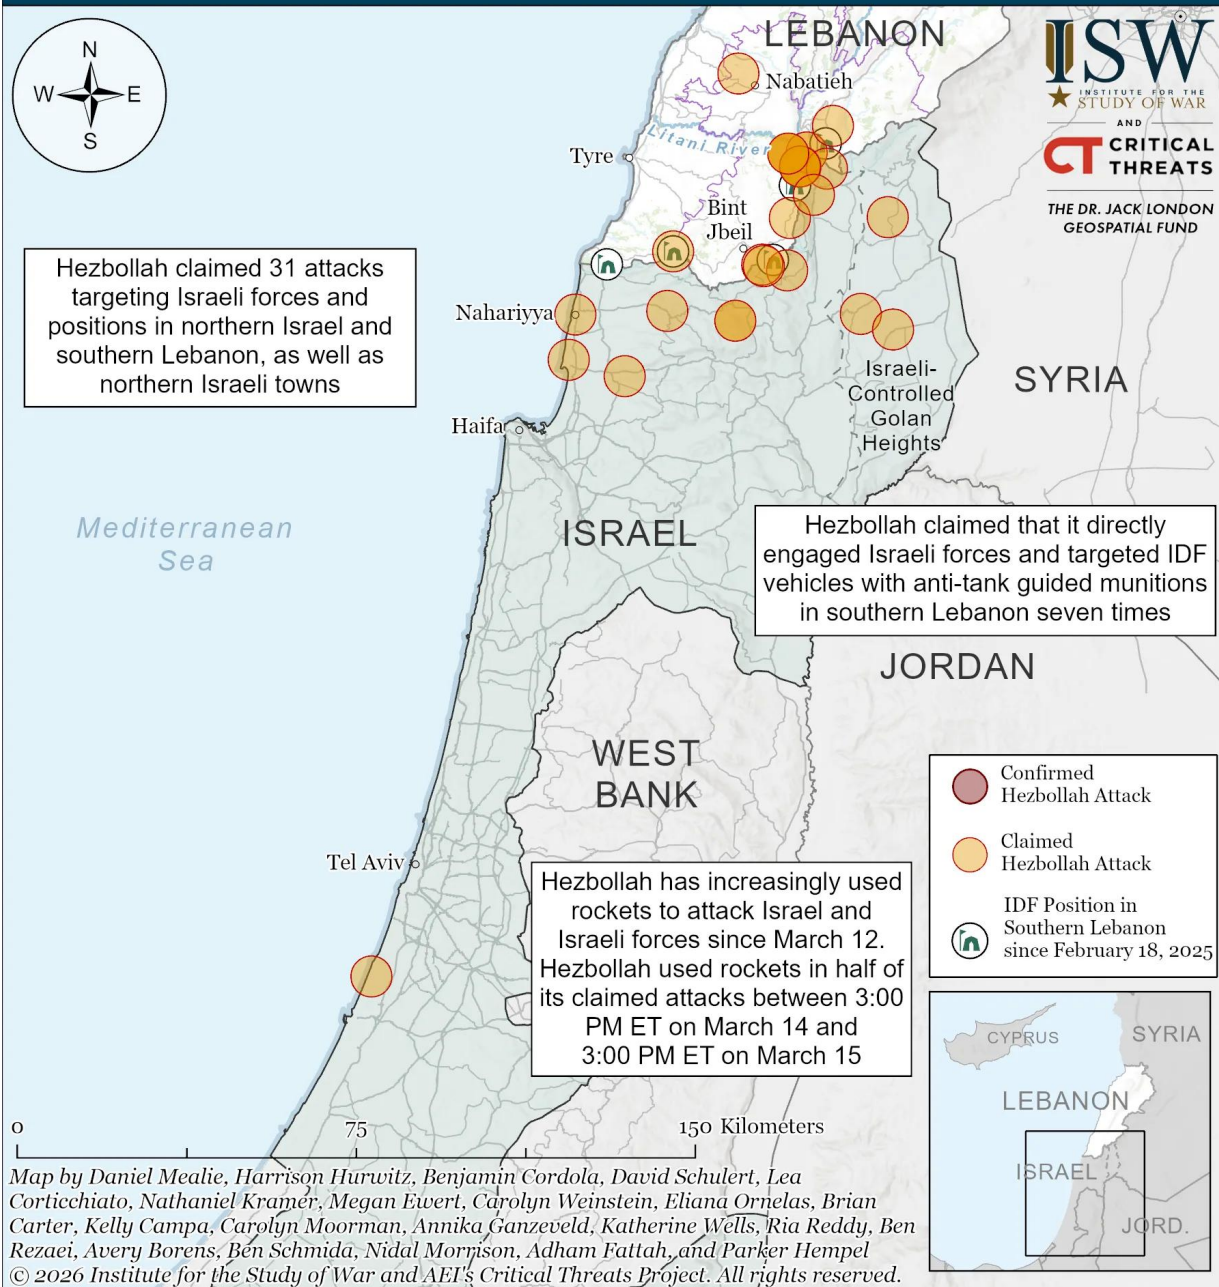 LEBANON
ISW
INSTITUTE FOR THE
STUDY OF WAR
AND
CT CRITICAL
THREATS
THE DR. JACK LONDON
GEOSPATIAL FUND
N
W
E
S
Nabatieh
Litani River
Tyre
Bint
Jbeil
Hezbollah claimed 31 attacks
targeting Israeli forces and
positions in northern Israel and
southern Lebanon, as well as
northern Israeli towns
Nahariyya
Israeli-
Controlled
Golan
Heights
SYRIA
Haifa
Mediterranean
Sea
ISRAEL
Hezbollah claimed that it directly
engaged Israeli forces and targeted IDF
vehicles with anti-tank guided munitions
in southern Lebanon seven times
JORDAN
WEST
BANK
Confirmed
Hezbollah Attack
Claimed
Hezbollah Attack
IDF Position in
Southern Lebanon
since February 18, 2025
Tel Aviv
Hezbollah has increasingly used
rockets to attack Israel and
Israeli forces since March 12.
Hezbollah used rockets in half of
its claimed attacks between 3:00
PM ET on March 14 and
3:00 PM ET on March 15
CYPRUS
SYRIA
LEBANON
ISRAEL
JORD.
0
75
150 Kilometers
Map by Daniel Mealie, Harrison Hurwitz, Benjamin Cordola, David Schulert, Lea
Corticchiato, Nathaniel Kramer, Megan Ewert, Carolyn Weinstein, Eliana Ornelas, Brian
Carter, Kelly Campa, Carolyn Moorman, Annika Ganzeveld, Katherine Wells, Ria Reddy, Ben
Rezaei, Avery Borens, Ben Schmida, Nidal Morrison, Adham Fattah, and Parker Hempel
© 2026 Institute for the Study of War and AEI's Critical Threats Project. All rights reserved.